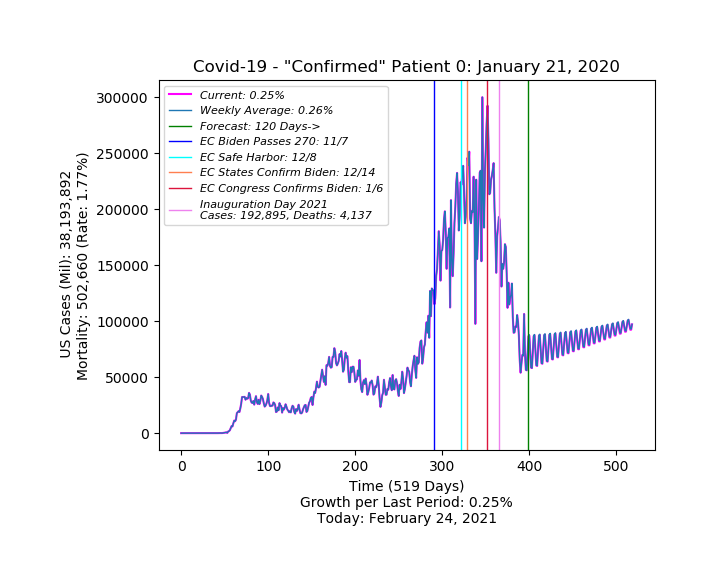 Covid-19 - "Confirmed" Patient 0: January 21, 2020
Current: 0.25%
Weekly Average: 0.26%
Forecast: 120 Days->
EC Biden Passes 270: 11/7
EC Safe Harbor: 12/8
EC States Confirm Biden: 12/14
EC Congress Confirms Biden: 1/6
Inauguration Day 2021
Cases: 192,895, Deaths: 4,137
US Cases (Mil): 38,193,892
Mortality: 502,660 (Rate: 1.77%)
300000
250000
200000
150000
100000
50000
0
0 100 200 300 400 500
Time (519 Days)
Growth per Last Period: 0.25%
Today: February 24, 2021